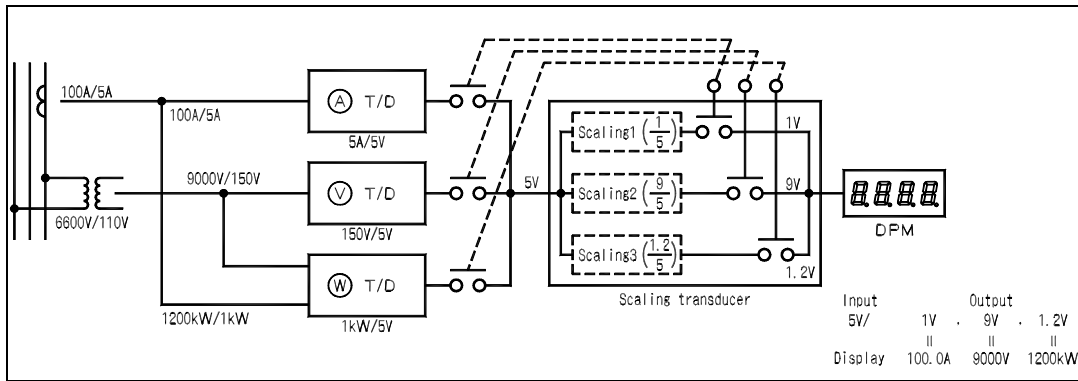 100A/5A
100A/5A
Ⓐ T/D
5A/5V
9000V/150V
6600V/110V
Ⓥ T/D
150V/5V
Ⓦ T/D
1200kW/1kW
1kW/5V
5V
Scaling1 (1/5)
1V
Scaling2 (9/5)
9V
Scaling3 (1.2/5)
1.2V
Scaling transducer
8.8.8.8.
DPM
Input Output
5V/ 1V . 9V . 1.2V
=  =  =
Display 100.0A 9000V 1200kW